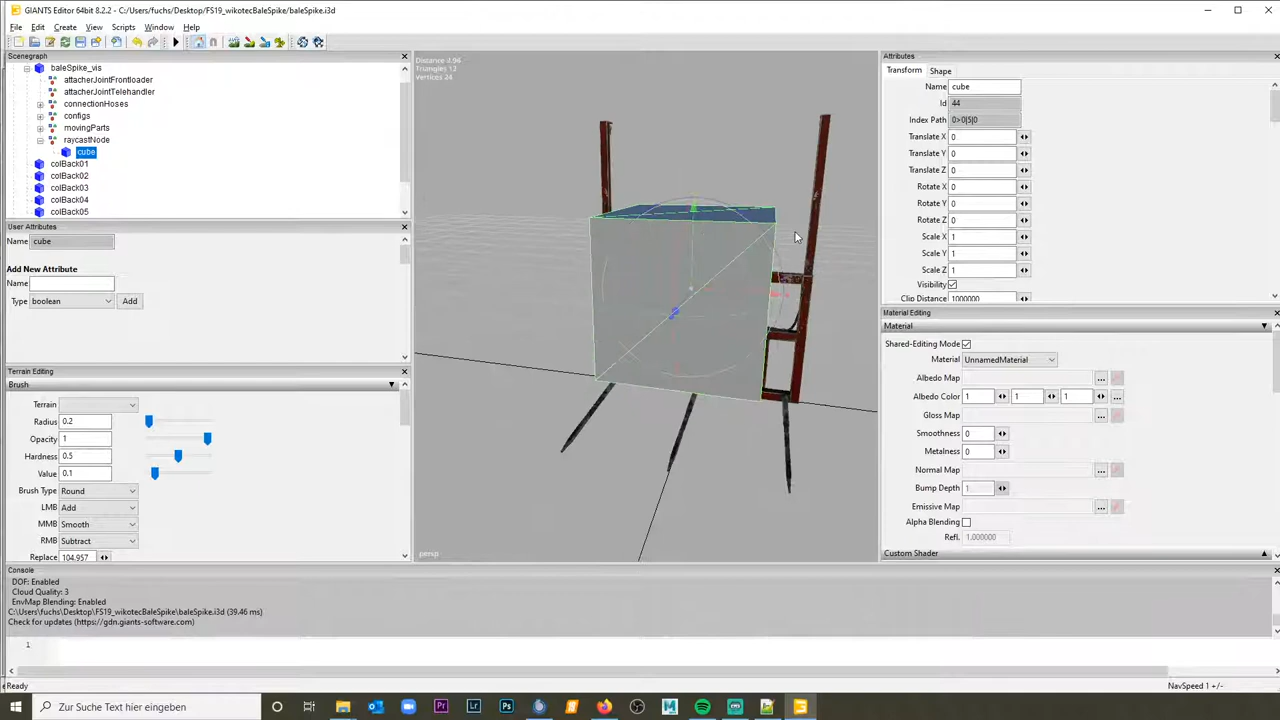 GIANTS Editor 64bit 8.2.2 - C:/Users/fuchs/Desktop/FS19_wikotecBaleSpike/baleSpike.i3d
File Edit Create View Scripts Window Help
Scenegraph
baleSpike_vis
attacherJointFrontloader
attacherJointTelehandler
connectionHoses
configs
movingParts
raycastNode
cube
colBack01
colBack02
colBack03
colBack04
colBack05
User Attributes
Name cube
Add New Attribute
Name
Type boolean Add
Terrain Editing
Brush
Terrain
Radius 0.2
Opacity 1
Hardness 0.5
Value 0.1
Brush Type Round
LMB Add
MMB Smooth
RMB Subtract
Replace 104.957
Triangles 12
Vertices 24
persp
Attributes
Transform Shape
Name cube
Id 44
Index Path 0>0|5|0
Translate X 0
Translate Y 0
Translate Z 0
Rotate X 0
Rotate Y 0
Rotate Z 0
Scale X 1
Scale Y 1
Scale Z 1
Visibility
Clip Distance 1000000
Material Editing
Material
Shared-Editing Mode
Material UnnamedMaterial
Albedo Map ...
Albedo Color 1 1 1 ...
Gloss Map ...
Smoothness 0
Metalness 0
Normal Map ...
Bump Depth 1
Emissive Map ...
Alpha Blending
Refl. 1.000000
Custom Shader
Console
DOF: Enabled
Cloud Quality: 3
EnvMap Blending: Enabled
C:\Users\fuchs\Desktop\FS19_wikotecBaleSpike\baleSpike.i3d (39.46 ms)
Check for updates (https://gdn.giants-software.com)
1
Ready
NavSpeed 1 +/-
Zur Suche Text hier eingeben
Pr
Lr
Ps